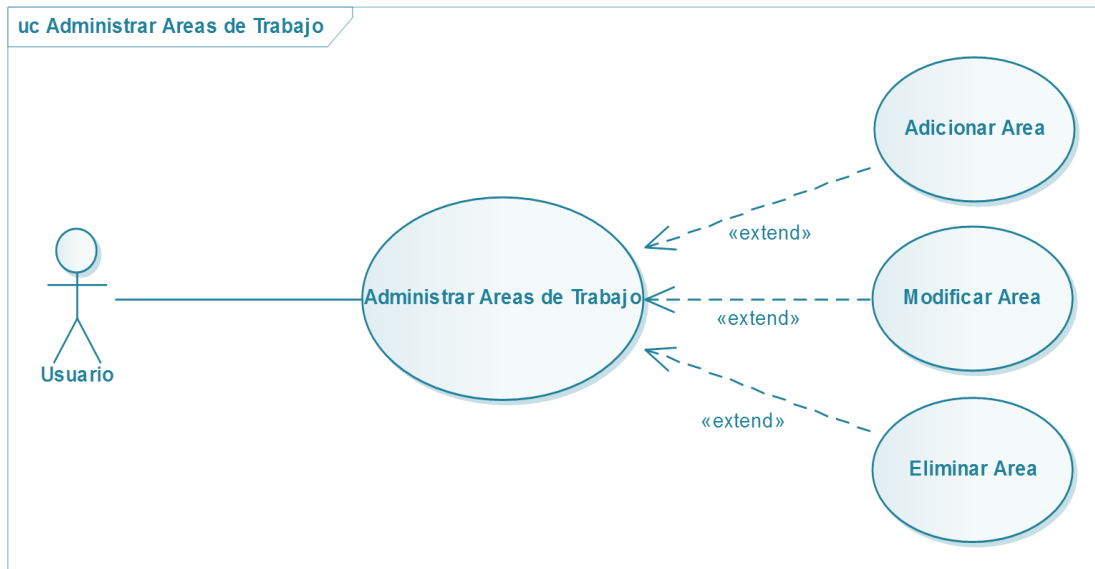 uc Administrar Areas de Trabajo
Adicionar Area
«extend»
Administrar Areas de Trabajo
Modificar Area
«extend»
Usuario
«extend»
Eliminar Area